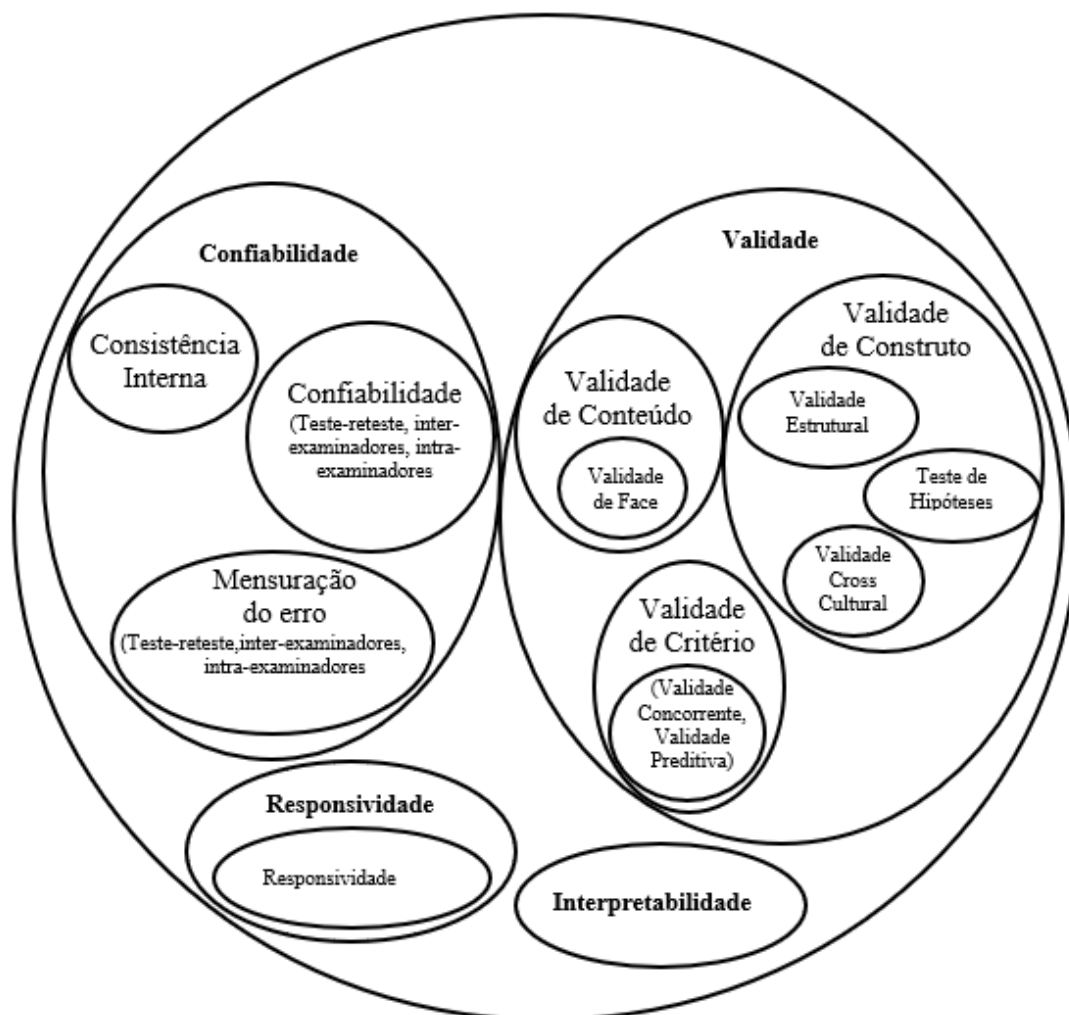 Confiabilidade
Consistência
Interna
Confiabilidade
(Teste-reteste, inter-
examinadores, intra-
examinadores
Mensuração
do erro
(Teste-reteste,inter-examinadores,
intra-examinadores
Validade
Validade
de Conteúdo
Validade
de Face
Validade
de Construto
Validade
Estrutural
Teste de
Hipóteses
Validade
Cross
Cultural
Validade
de Critério
(Validade
Concorrente,
Validade
Preditiva)
Responsividade
Responsividade
Interpretabilidade